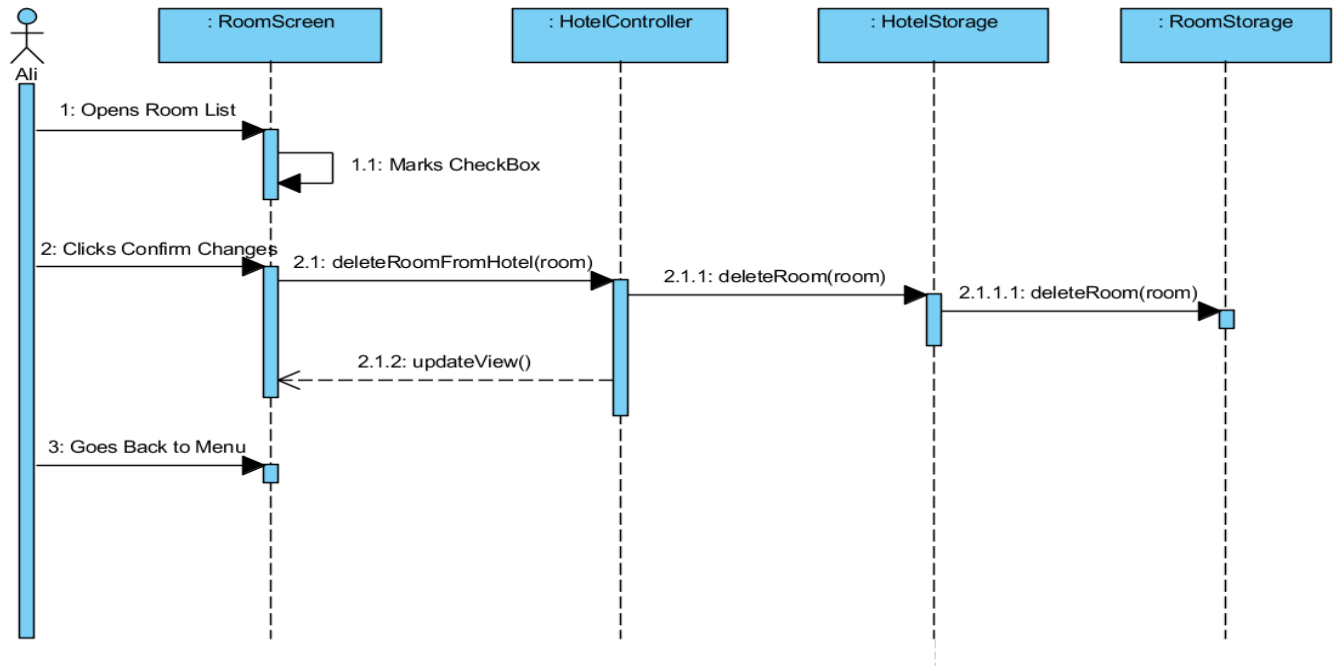 : RoomScreen
: HotelController
: HotelStorage
: RoomStorage
Ali
1: Opens Room List
1.1: Marks CheckBox
2: Clicks Confirm Changes
2.1: deleteRoomFromHotel(room)
2.1.1: deleteRoom(room)
2.1.1.1: deleteRoom(room)
2.1.2: updateView()
3: Goes Back to Menu